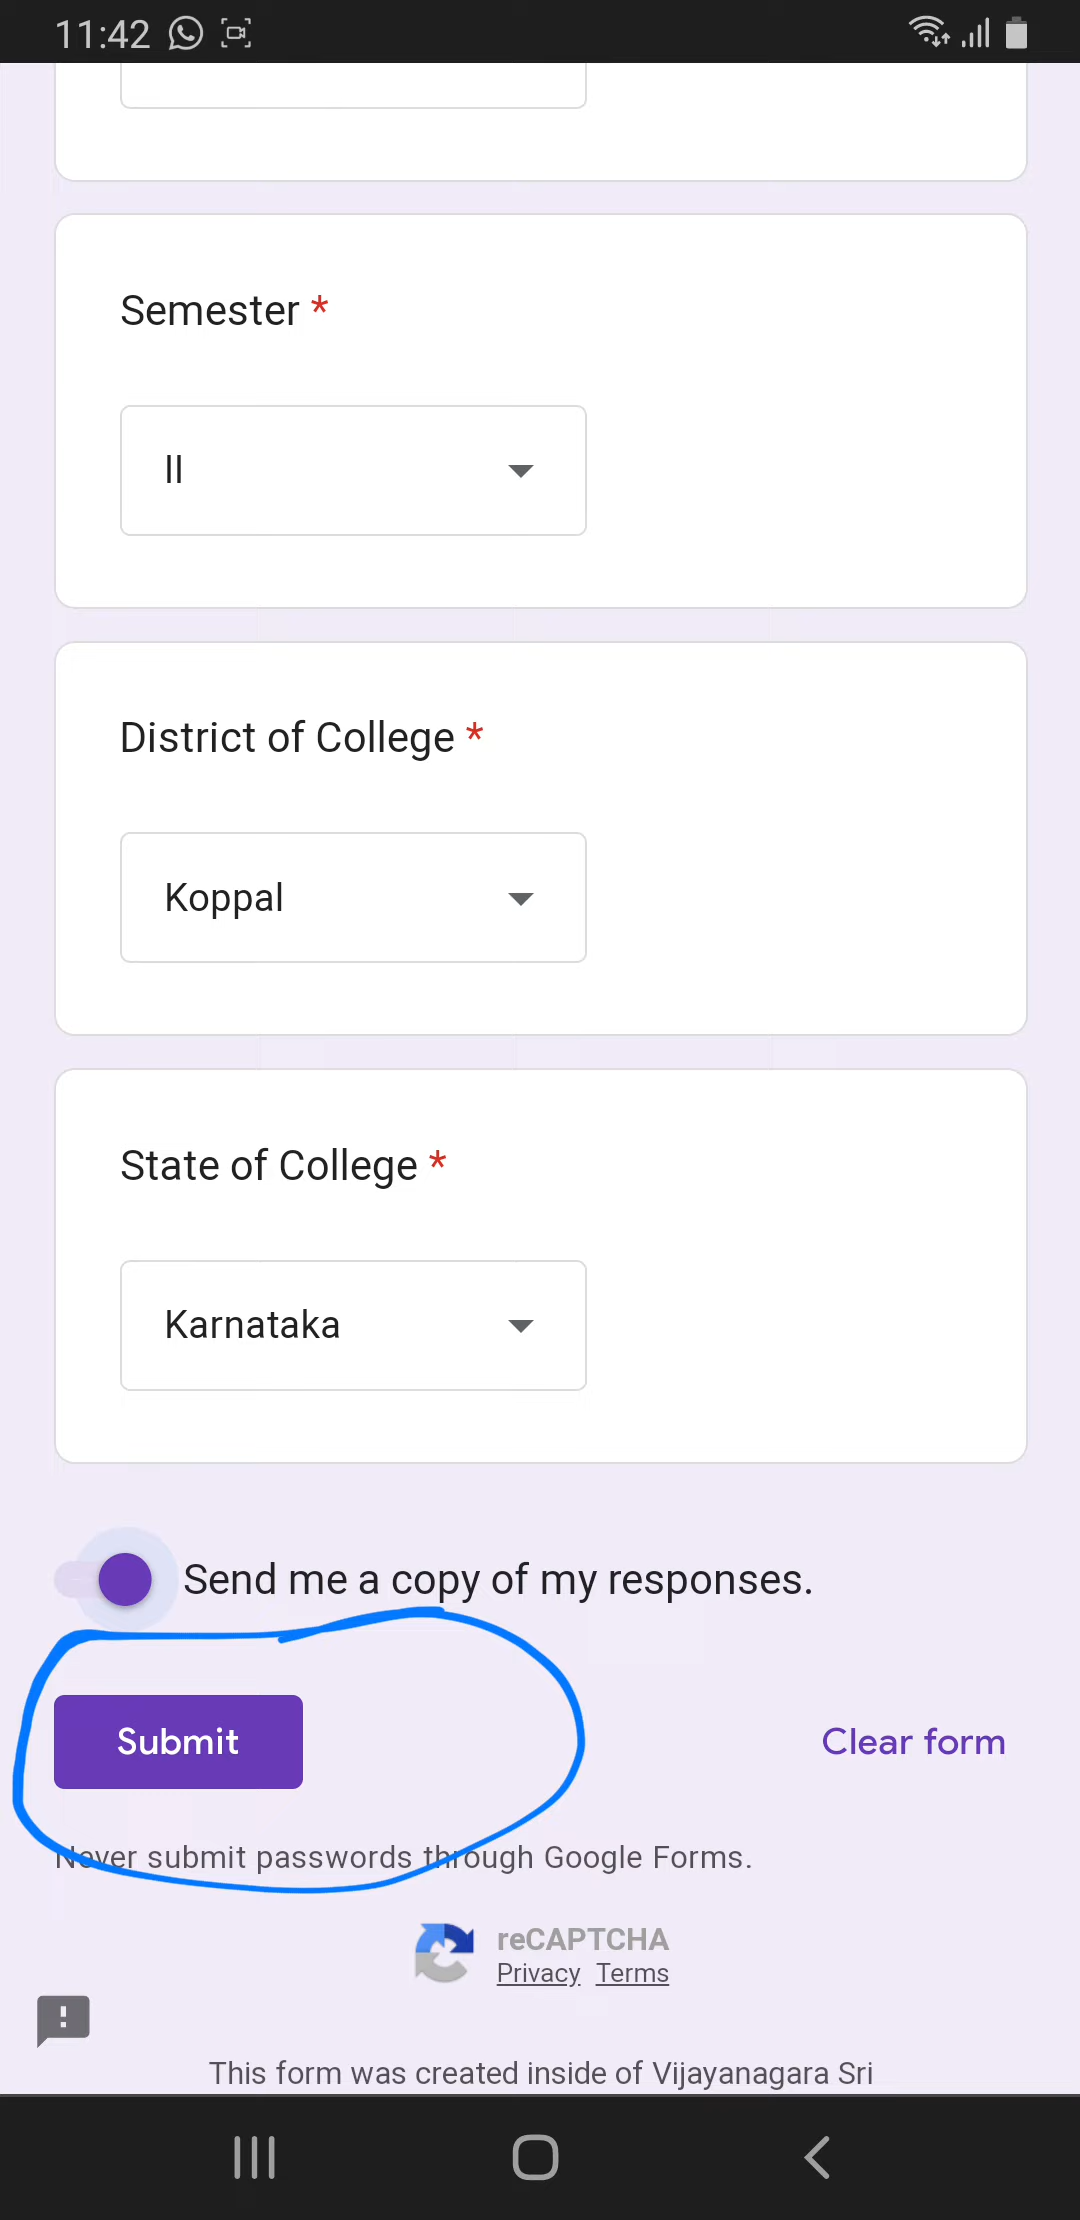 11:42
Semester *
II
District of College *
Koppal
State of College *
Karnataka
Send me a copy of my responses.
Submit
Clear form
Never submit passwords through Google Forms.
reCAPTCHA
Privacy Terms
This form was created inside of Vijayanagara Sri